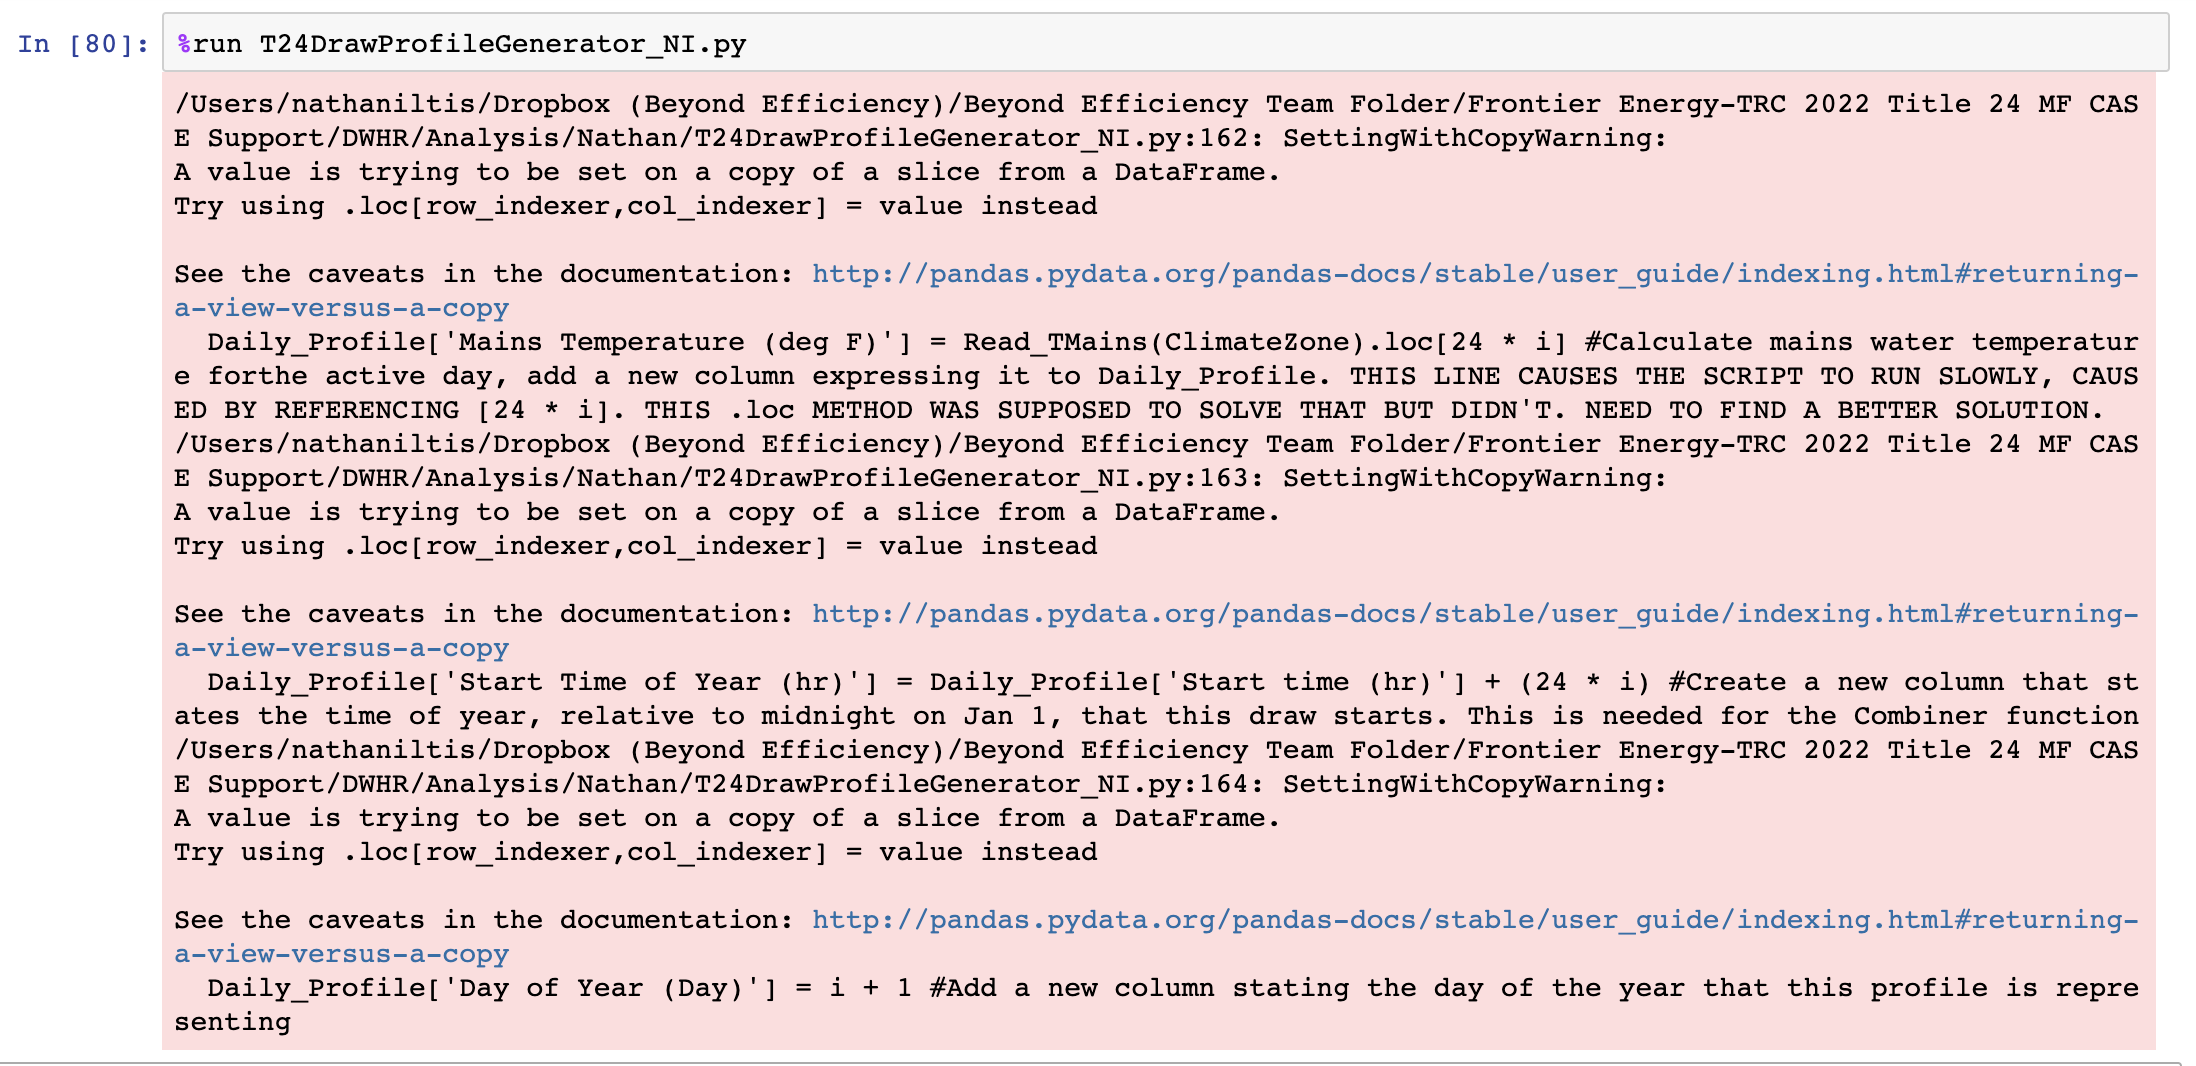 In [80]: %run T24DrawProfileGenerator_NI.py
/Users/nathaniltis/Dropbox (Beyond Efficiency)/Beyond Efficiency Team Folder/Frontier Energy-TRC 2022 Title 24 MF CAS
E Support/DWHR/Analysis/Nathan/T24DrawProfileGenerator_NI.py:162: SettingWithCopyWarning:
A value is trying to be set on a copy of a slice from a DataFrame.
Try using .loc[row_indexer,col_indexer] = value instead
See the caveats in the documentation: http://pandas.pydata.org/pandas-docs/stable/user_guide/indexing.html#returning-
a-view-versus-a-copy
  Daily_Profile['Mains Temperature (deg F)'] = Read_TMains(ClimateZone).loc[24 * i] #Calculate mains water temperatur
e forthe active day, add a new column expressing it to Daily_Profile. THIS LINE CAUSES THE SCRIPT TO RUN SLOWLY, CAUS
ED BY REFERENCING [24 * i]. THIS .loc METHOD WAS SUPPOSED TO SOLVE THAT BUT DIDN'T. NEED TO FIND A BETTER SOLUTION.
/Users/nathaniltis/Dropbox (Beyond Efficiency)/Beyond Efficiency Team Folder/Frontier Energy-TRC 2022 Title 24 MF CAS
E Support/DWHR/Analysis/Nathan/T24DrawProfileGenerator_NI.py:163: SettingWithCopyWarning:
A value is trying to be set on a copy of a slice from a DataFrame.
Try using .loc[row_indexer,col_indexer] = value instead
See the caveats in the documentation: http://pandas.pydata.org/pandas-docs/stable/user_guide/indexing.html#returning-
a-view-versus-a-copy
  Daily_Profile['Start Time of Year (hr)'] = Daily_Profile['Start time (hr)'] + (24 * i) #Create a new column that st
ates the time of year, relative to midnight on Jan 1, that this draw starts. This is needed for the Combiner function
/Users/nathaniltis/Dropbox (Beyond Efficiency)/Beyond Efficiency Team Folder/Frontier Energy-TRC 2022 Title 24 MF CAS
E Support/DWHR/Analysis/Nathan/T24DrawProfileGenerator_NI.py:164: SettingWithCopyWarning:
A value is trying to be set on a copy of a slice from a DataFrame.
Try using .loc[row_indexer,col_indexer] = value instead
See the caveats in the documentation: http://pandas.pydata.org/pandas-docs/stable/user_guide/indexing.html#returning-
a-view-versus-a-copy
  Daily_Profile['Day of Year (Day)'] = i + 1 #Add a new column stating the day of the year that this profile is repre
senting